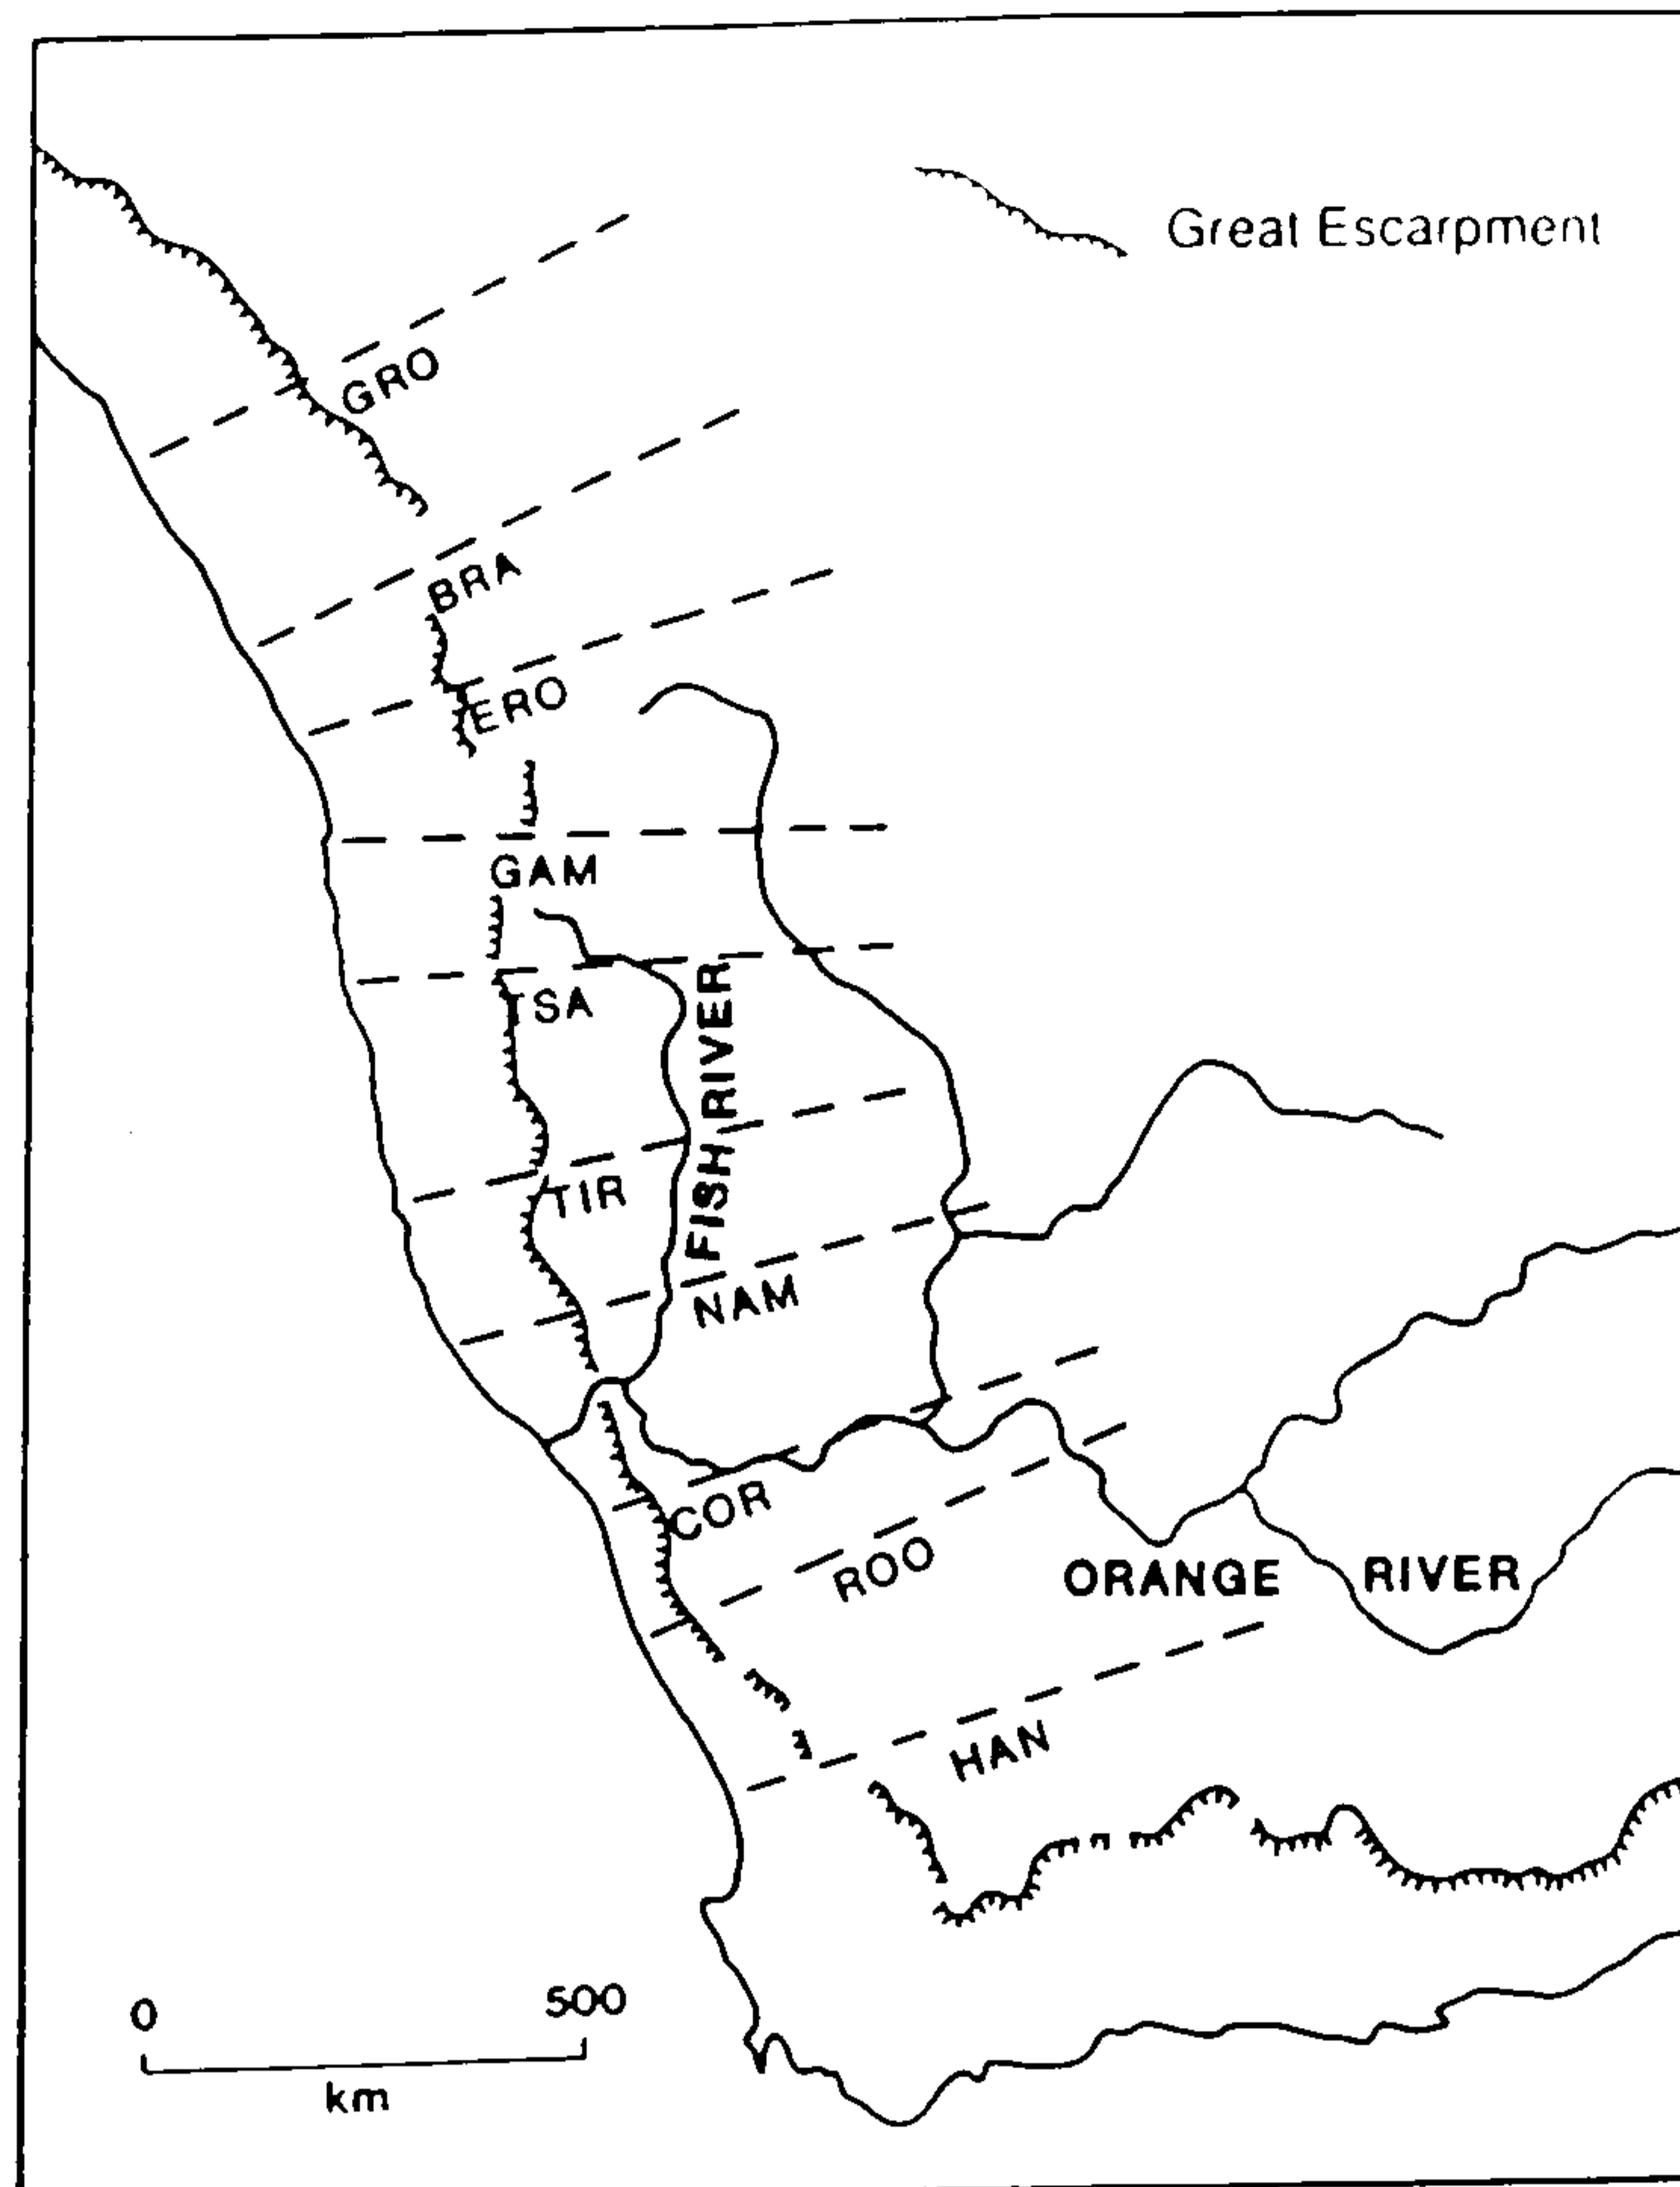 Great Escarpment
GRO
BRA
ERO
GAM
TSA
FISH RIVER
TIR
NAM
COR
ROO
ORANGE RIVER
HAN
0 500
km